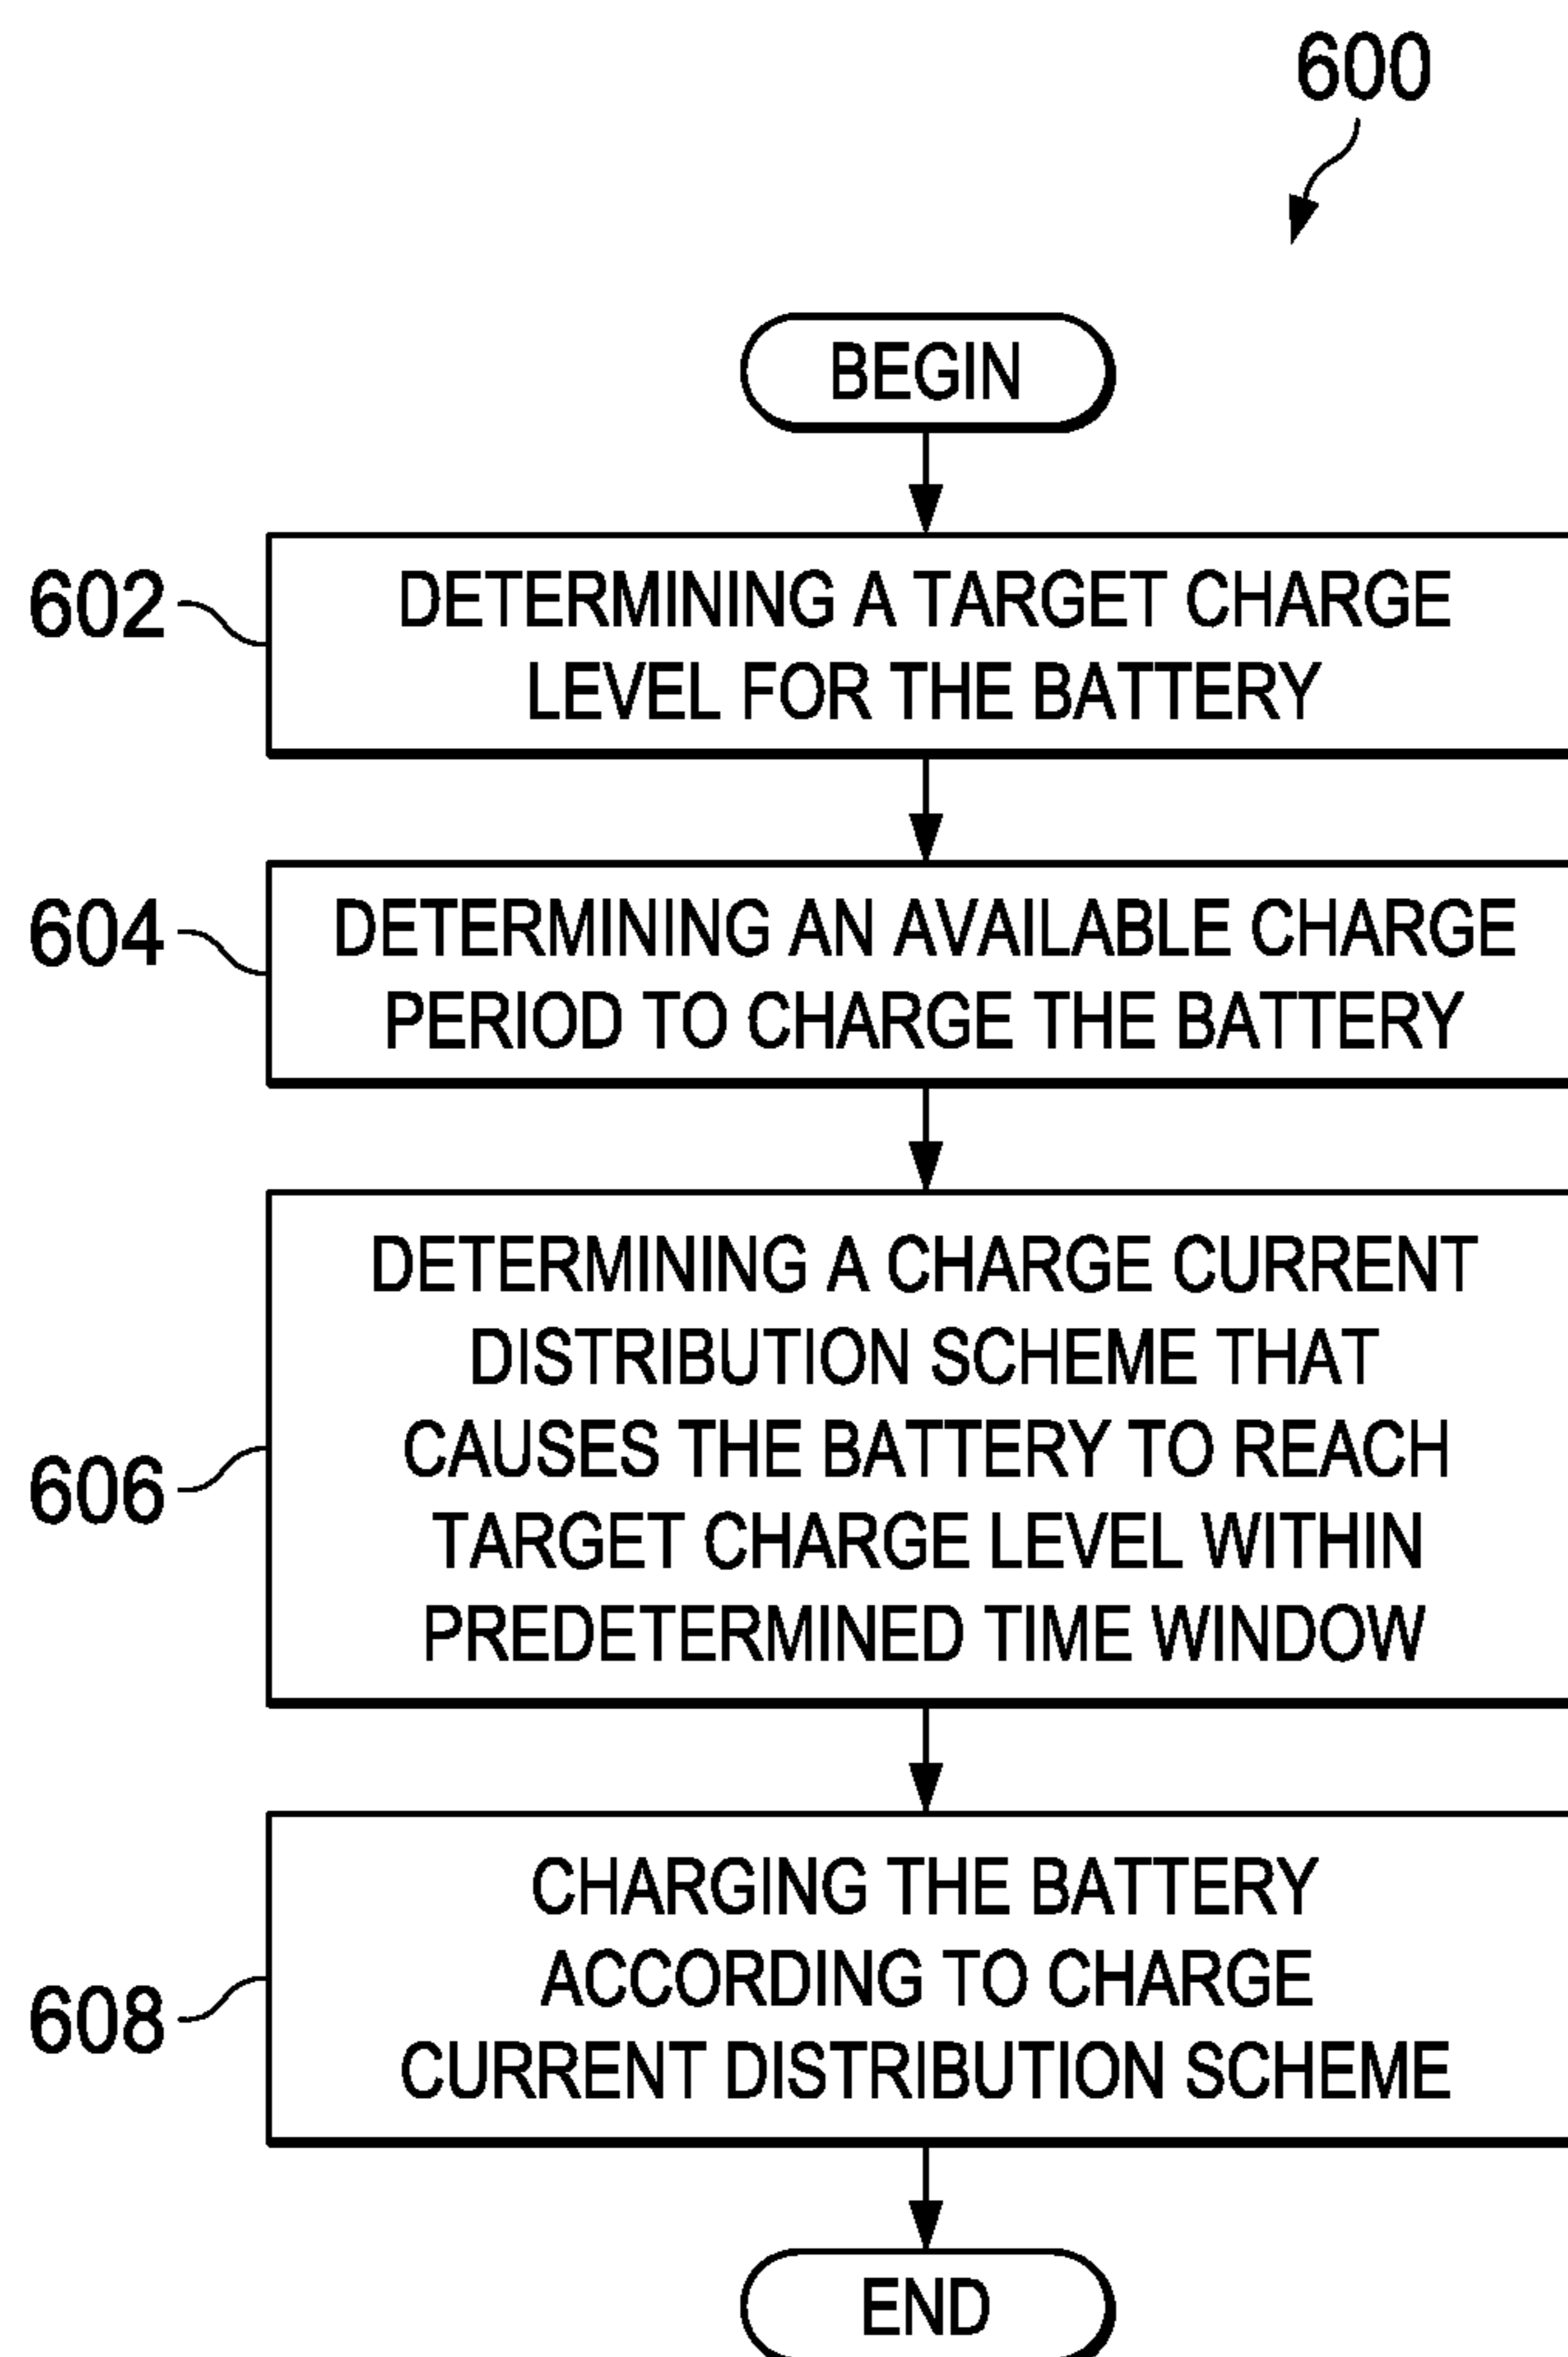 600
BEGIN
602
DETERMINING A TARGET CHARGE
LEVEL FOR THE BATTERY
604
DETERMINING AN AVAILABLE CHARGE
PERIOD TO CHARGE THE BATTERY
606
DETERMINING A CHARGE CURRENT
DISTRIBUTION SCHEME THAT
CAUSES THE BATTERY TO REACH
TARGET CHARGE LEVEL WITHIN
PREDETERMINED TIME WINDOW
608
CHARGING THE BATTERY
ACCORDING TO CHARGE
CURRENT DISTRIBUTION SCHEME
END